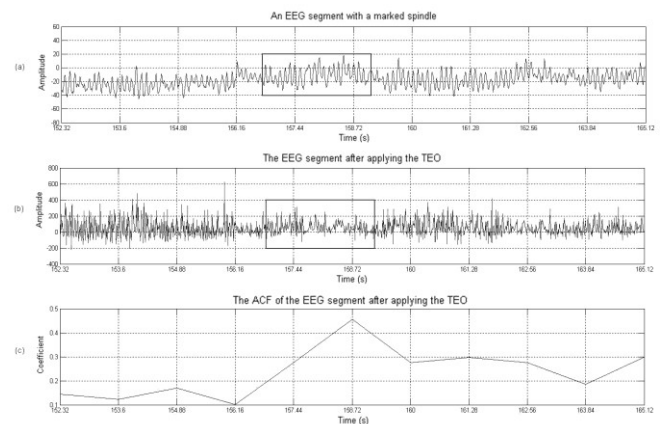 An EEG segment with a marked spindle
(a)
Amplitude
60
40
20
0
-20
-40
-60
-80
152.32 153.6 154.88 156.16 157.44 158.72 160 161.28 162.56 163.84 165.12
Time (s)
The EEG segment after applying the TEO
(b)
Amplitude
800
600
400
200
0
-200
-400
152.32 153.6 154.88 156.16 157.44 158.72 160 161.28 162.56 163.84 165.12
Time (s)
The ACF of the EEG segment after applying the TEO
(c)
Coefficient
0.5
0.4
0.3
0.2
0.1
152.32 153.6 154.88 156.16 157.44 158.72 160 161.28 162.56 163.84 165.12
Time (s)